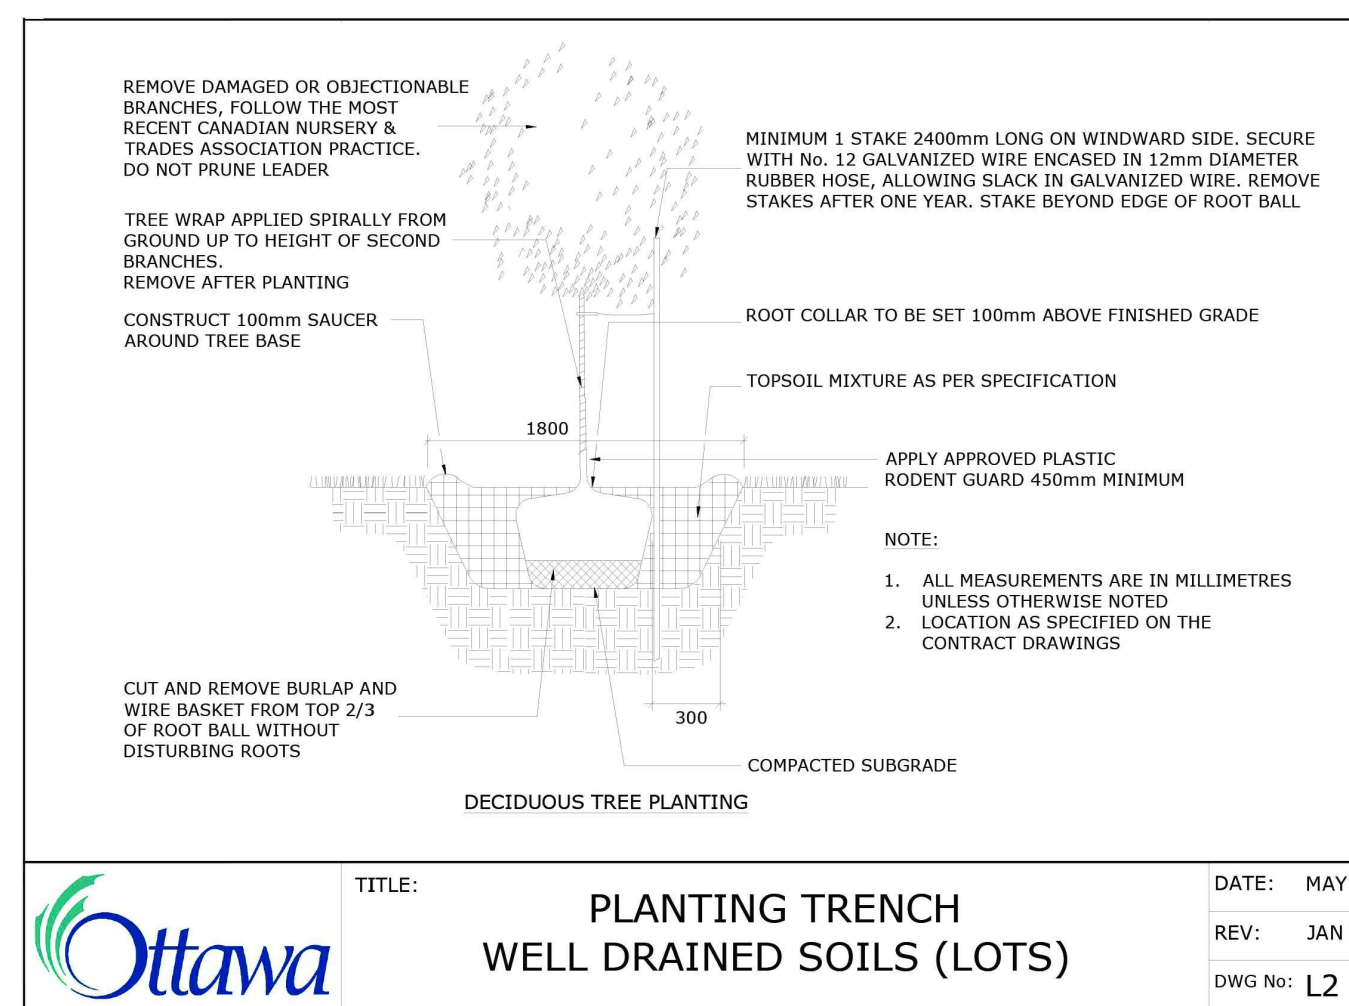 REMOVE DAMAGED OR OBJECTIONABLE
BRANCHES, FOLLOW THE MOST
RECENT CANADIAN NURSERY &
TRADES ASSOCIATION PRACTICE.
DO NOT PRUNE LEADER
MINIMUM 1 STAKE 2400mm LONG ON WINDWARD SIDE. SECURE
WITH No. 12 GALVANIZED WIRE ENCASED IN 12mm DIAMETER
RUBBER HOSE, ALLOWING SLACK IN GALVANIZED WIRE. REMOVE
STAKES AFTER ONE YEAR. STAKE BEYOND EDGE OF ROOT BALL
TREE WRAP APPLIED SPIRALLY FROM
GROUND UP TO HEIGHT OF SECOND
BRANCHES.
REMOVE AFTER PLANTING
CONSTRUCT 100mm SAUCER
AROUND TREE BASE
ROOT COLLAR TO BE SET 100mm ABOVE FINISHED GRADE
TOPSOIL MIXTURE AS PER SPECIFICATION
1800
APPLY APPROVED PLASTIC
RODENT GUARD 450mm MINIMUM
NOTE:
1. ALL MEASUREMENTS ARE IN MILLIMETRES
UNLESS OTHERWISE NOTED
2. LOCATION AS SPECIFIED ON THE
CONTRACT DRAWINGS
CUT AND REMOVE BURLAP AND
WIRE BASKET FROM TOP 2/3
OF ROOT BALL WITHOUT
DISTURBING ROOTS
300
COMPACTED SUBGRADE
DECIDUOUS TREE PLANTING
Ottawa
TITLE:
PLANTING TRENCH
WELL DRAINED SOILS (LOTS)
DATE: MAY
REV: JAN
DWG No: L2